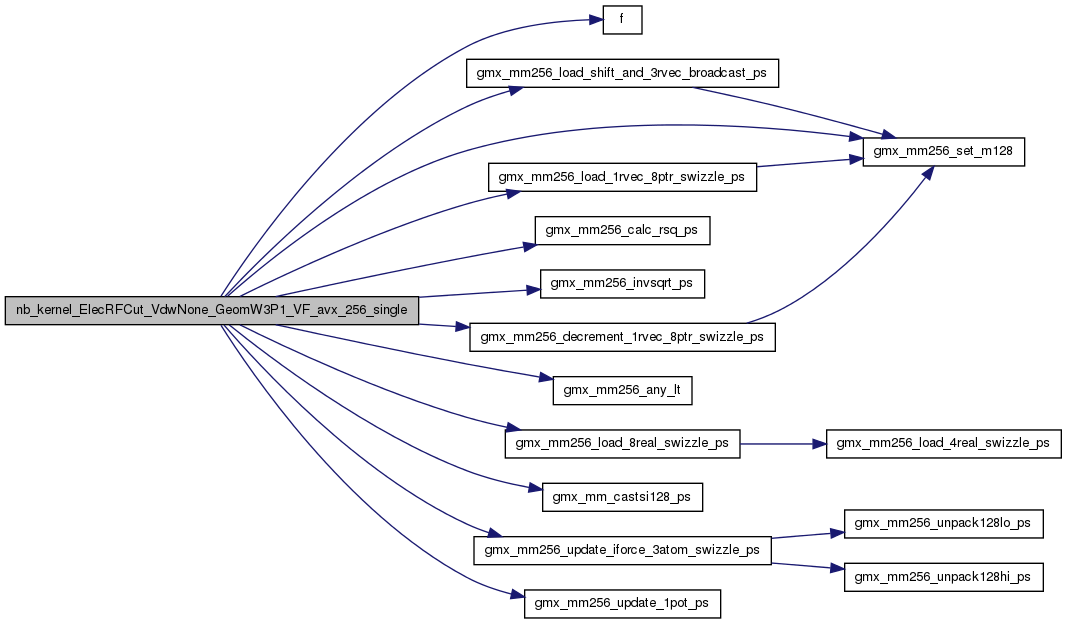 f
gmx_mm256_load_shift_and_3rvec_broadcast_ps
gmx_mm256_set_m128
gmx_mm256_load_1rvec_8ptr_swizzle_ps
gmx_mm256_calc_rsq_ps
gmx_mm256_invsqrt_ps
nb_kernel_ElecRFCut_VdwNone_GeomW3P1_VF_avx_256_single
gmx_mm256_decrement_1rvec_8ptr_swizzle_ps
gmx_mm256_any_lt
gmx_mm256_load_8real_swizzle_ps
gmx_mm256_load_4real_swizzle_ps
gmx_mm_castsi128_ps
gmx_mm256_unpack128lo_ps
gmx_mm256_update_iforce_3atom_swizzle_ps
gmx_mm256_unpack128hi_ps
gmx_mm256_update_1pot_ps